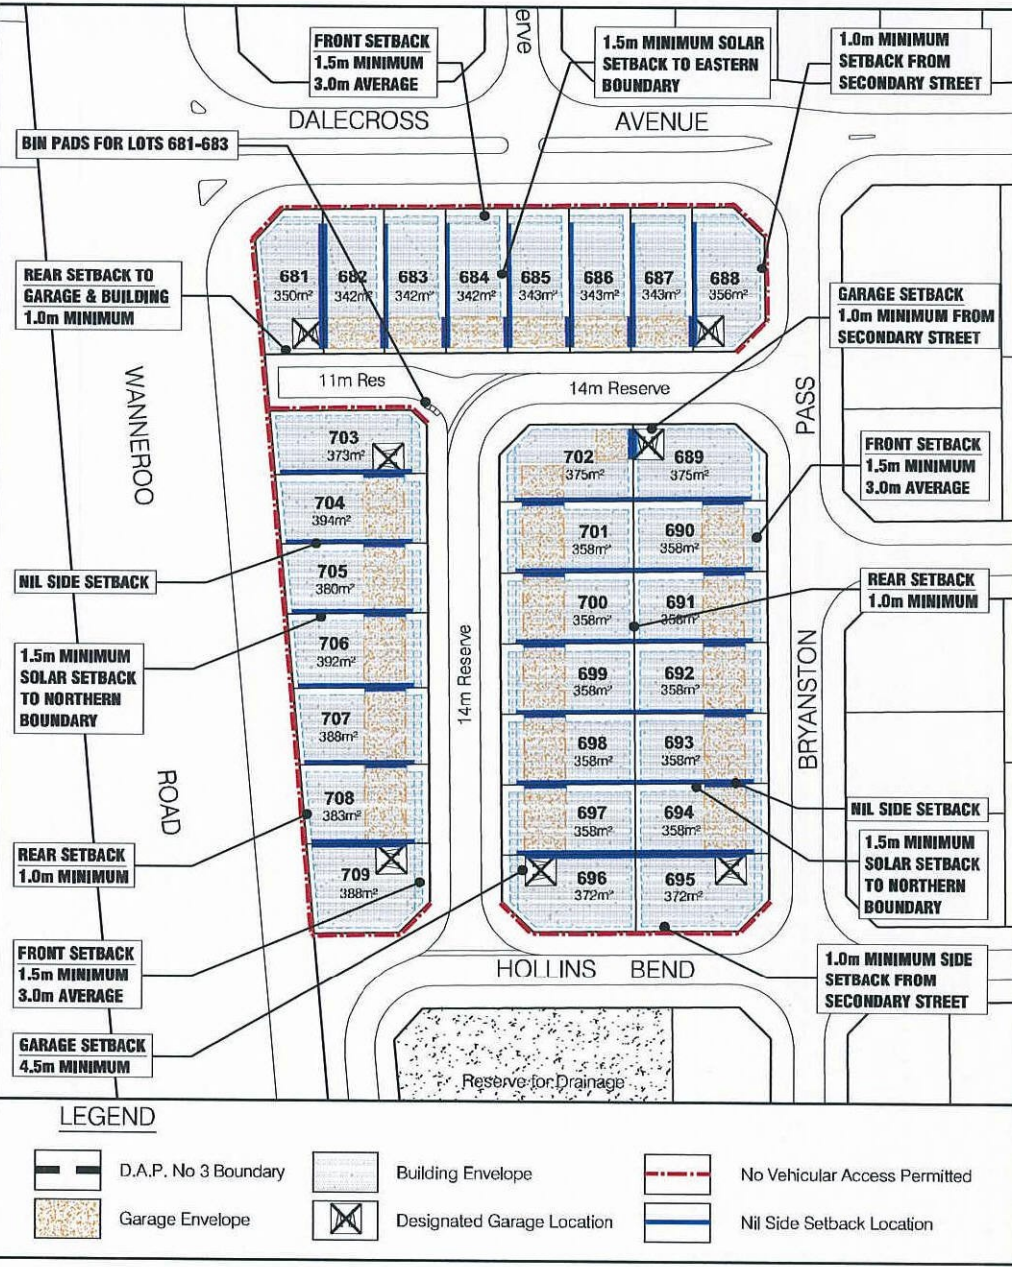 erve
FRONT SETBACK
1.5m MINIMUM
3.0m AVERAGE
1.5m MINIMUM SOLAR
SETBACK TO EASTERN
BOUNDARY
1.0m MINIMUM
SETBACK FROM
SECONDARY STREET
DALECROSS AVENUE
BIN PADS FOR LOTS 681-683
REAR SETBACK TO
GARAGE & BUILDING
1.0m MINIMUM
681
350m²
682
342m²
683
342m²
684
342m²
685
343m²
686
343m²
687
343m²
688
356m²
GARAGE SETBACK
1.0m MINIMUM FROM
SECONDARY STREET
11m Res
14m Reserve
WANNEROO
ROAD
PASS
BRYANSTON
703
373m²
704
394m²
705
380m²
706
392m²
707
388m²
708
383m²
709
388m²
14m Reserve
702
375m²
689
375m²
701
358m²
690
358m²
700
358m²
691
358m²
699
358m²
692
358m²
698
358m²
693
358m²
697
358m²
694
358m²
696
372m²
695
372m²
FRONT SETBACK
1.5m MINIMUM
3.0m AVERAGE
NIL SIDE SETBACK
REAR SETBACK
1.0m MINIMUM
1.5m MINIMUM
SOLAR SETBACK
TO NORTHERN
BOUNDARY
NIL SIDE SETBACK
REAR SETBACK
1.0m MINIMUM
1.5m MINIMUM
SOLAR SETBACK
TO NORTHERN
BOUNDARY
FRONT SETBACK
1.5m MINIMUM
3.0m AVERAGE
HOLLINS BEND
1.0m MINIMUM SIDE
SETBACK FROM
SECONDARY STREET
GARAGE SETBACK
4.5m MINIMUM
Reserve for Drainage
LEGEND
D.A.P. No 3 Boundary
Building Envelope
No Vehicular Access Permitted
Garage Envelope
Designated Garage Location
Nil Side Setback Location